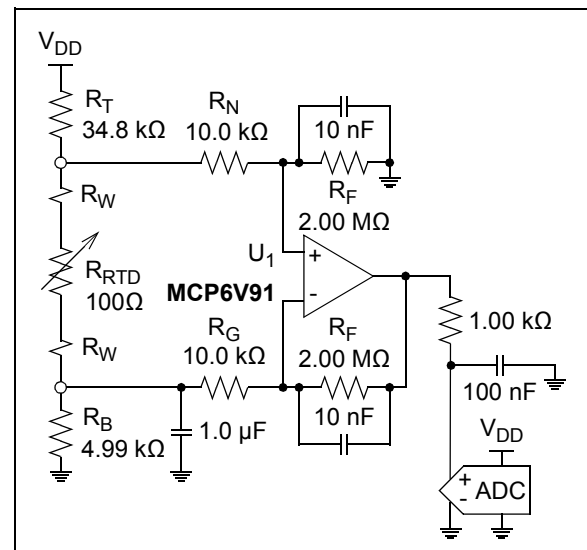 VDD
RT
34.8 kΩ
RN
10.0 kΩ
10 nF
RF
2.00 MΩ
RW
RRTD
100Ω
U1
+
-
MCP6V91
RW
RG
10.0 kΩ
RF
2.00 MΩ
10 nF
1.0 µF
RB
4.99 kΩ
1.00 kΩ
100 nF
VDD
+
-
ADC